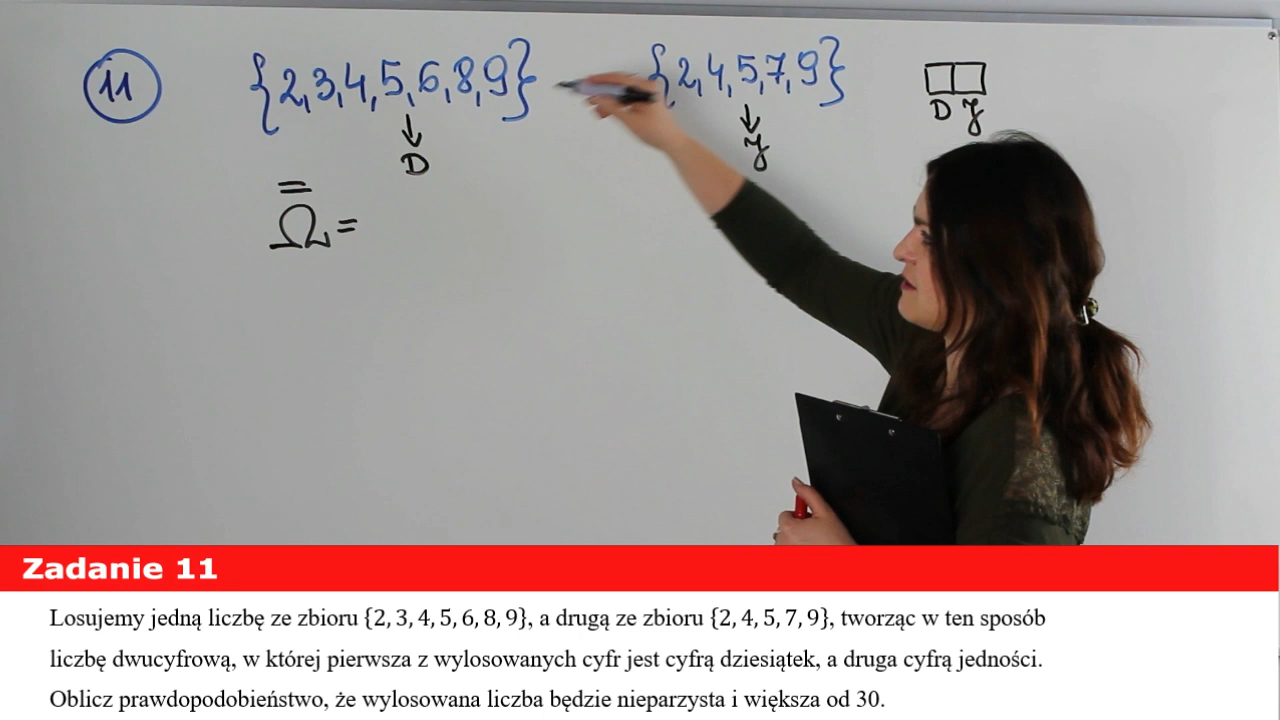 11 {2,3,4,5,6,8,9} {2,4,5,7,9}
D J
D J
Ω =
Zadanie 11
Losujemy jedną liczbę ze zbioru {2, 3, 4, 5, 6, 8, 9}, a drugą ze zbioru {2, 4, 5, 7, 9}, tworząc w ten sposób
liczbę dwucyfrową, w której pierwsza z wylosowanych cyfr jest cyfrą dziesiątek, a druga cyfrą jedności.
Oblicz prawdopodobieństwo, że wylosowana liczba będzie nieparzysta i większa od 30.